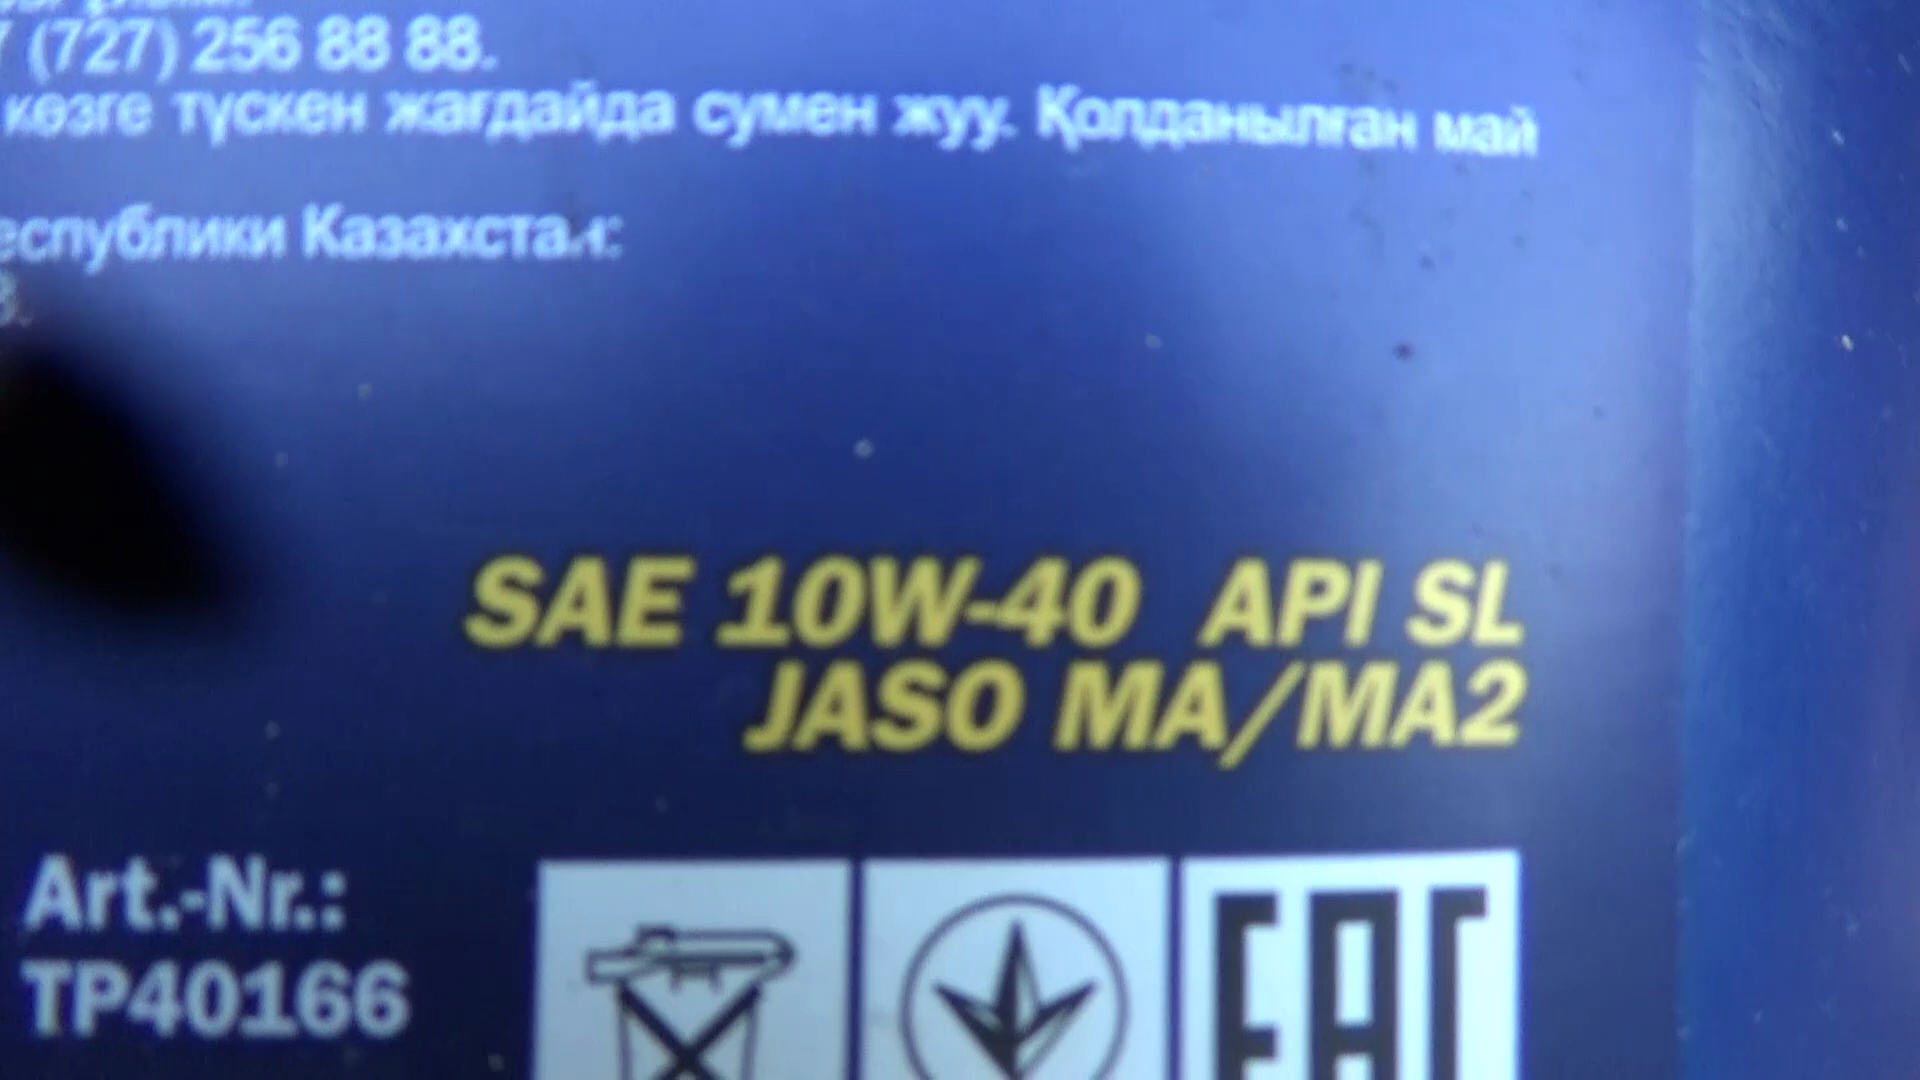 (727) 256 88 88.
көзге түскен жағдайда сумен жуу. Қолданылған май
еспублики Казахстан:
SAE 10W-40 API SL
JASO MA/MA2
Art.-Nr.:
TP40166
EAC